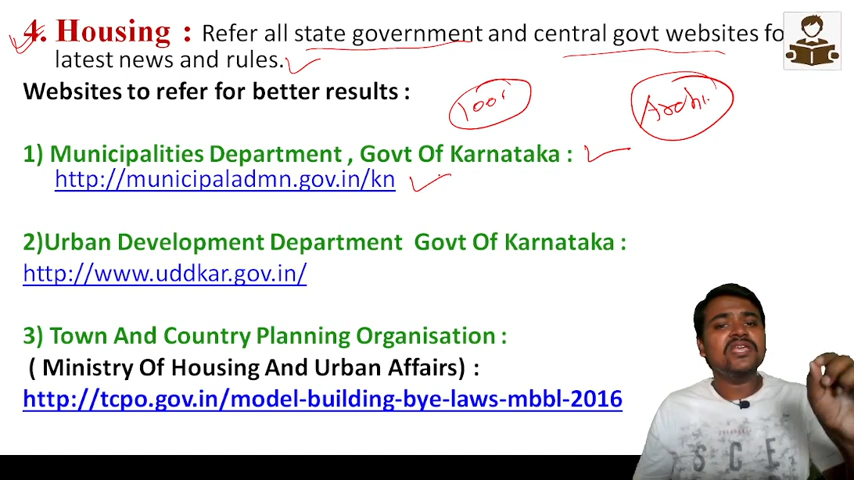 4. Housing : Refer all state government and central govt websites fo
latest news and rules.
Websites to refer for better results :
1) Municipalities Department , Govt Of Karnataka :
http://municipaladmn.gov.in/kn
2)Urban Development Department Govt Of Karnataka :
http://www.uddkar.gov.in/
3) Town And Country Planning Organisation :
( Ministry Of Housing And Urban Affairs) :
http://tcpo.gov.in/model-building-bye-laws-mbbl-2016
S C E